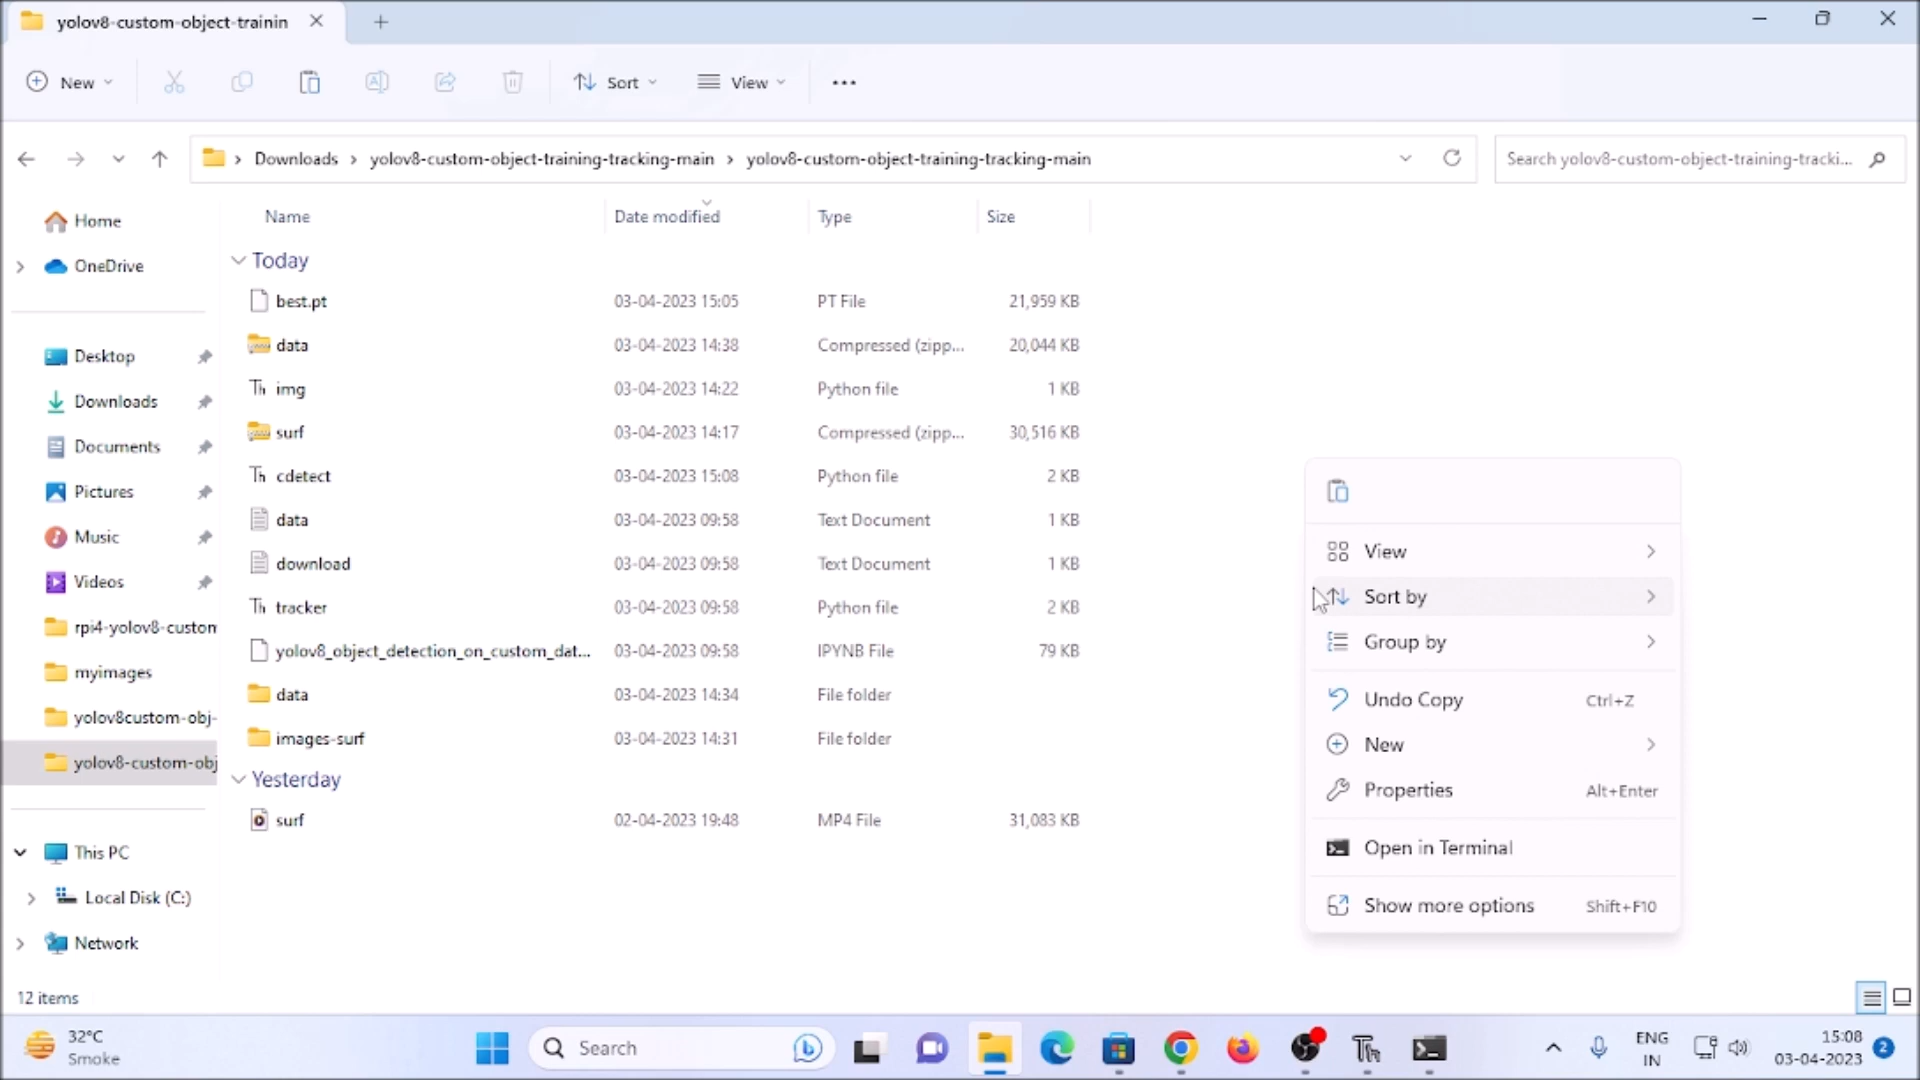 yolov8-custom-object-trainin
New
Sort
View
Downloads
yolov8-custom-object-training-tracking-main
yolov8-custom-object-training-tracking-main
Search yolov8-custom-object-training-tracki...
Name
Date modified
Type
Size
Home
OneDrive
Desktop
Downloads
Documents
Pictures
Music
Videos
rpi4-yolov8-custom
myimages
yolov8custom-obj-
yolov8-custom-obj
This PC
Local Disk (C:)
Network
Today
best.pt 03-04-2023 15:05 PT File 21,959 KB
data 03-04-2023 14:38 Compressed (zipp... 20,044 KB
Th img 03-04-2023 14:22 Python file 1 KB
surf 03-04-2023 14:17 Compressed (zipp... 30,516 KB
Th cdetect 03-04-2023 15:08 Python file 2 KB
data 03-04-2023 09:58 Text Document 1 KB
download 03-04-2023 09:58 Text Document 1 KB
Th tracker 03-04-2023 09:58 Python file 2 KB
yolov8_object_detection_on_custom_dat... 03-04-2023 09:58 IPYNB File 79 KB
data 03-04-2023 14:34 File folder
images-surf 03-04-2023 14:31 File folder
Yesterday
surf 02-04-2023 19:48 MP4 File 31,083 KB
View
Sort by
Group by
Undo Copy Ctrl+Z
New
Properties Alt+Enter
Open in Terminal
Show more options Shift+F10
12 items
32°C
Smoke
Search
Th
ENG
IN
15:08
03-04-2023
2